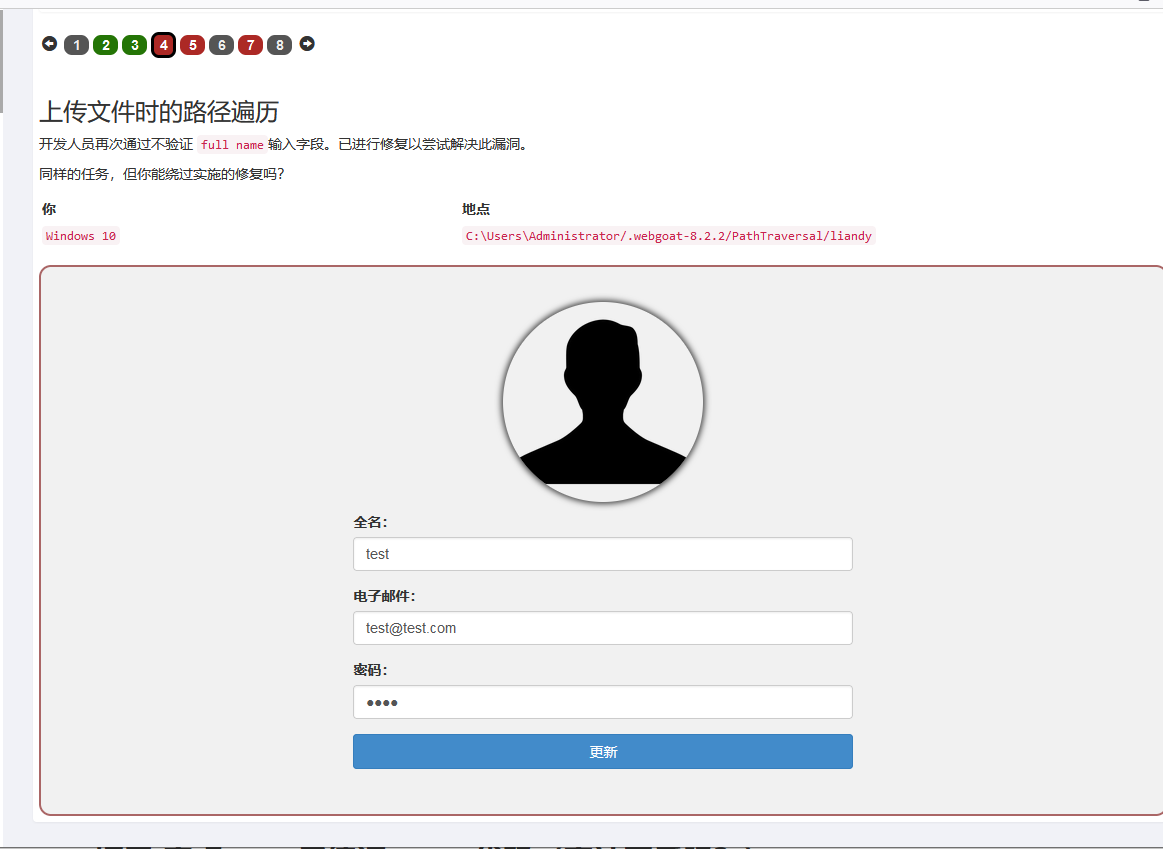 1 2 3 4 5 6 7 8
上传文件时的路径遍历
开发人员再次通过不验证 full name 输入字段。已进行修复以尝试解决此漏洞。
同样的任务，但你能绕过实施的修复吗?
你 地点
Windows 10 C:\Users\Administrator/.webgoat-8.2.2/PathTraversal/liandy
全名:
test
电子邮件:
test@test.com
密码:
••••
更新